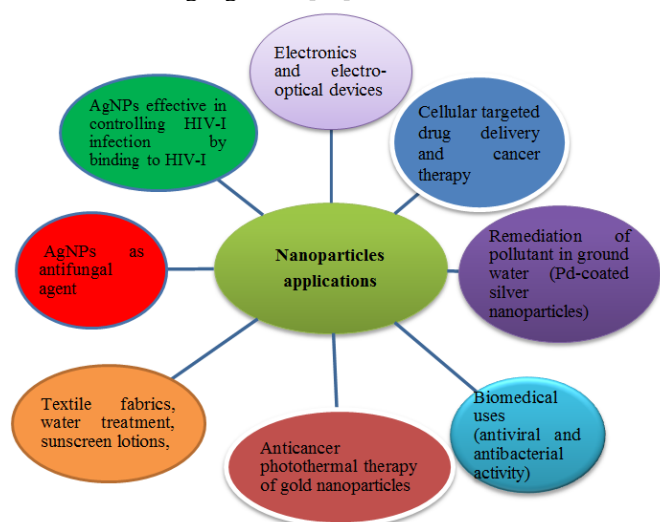 Electronics
and electro-
optical devices
AgNPs effective in
controlling HIV-I
infection by
binding to HIV-I
Cellular targeted
drug delivery
and cancer
therapy
Nanoparticles
applications
AgNPs as
antifungal
agent
Remediation of
pollutant in ground
water (Pd-coated
silver
nanoparticles)
Textile fabrics,
water treatment,
sunscreen lotions,
Anticancer
photothermal therapy
of gold nanoparticles
Biomedical
uses
(antiviral and
antibacterial
activity)